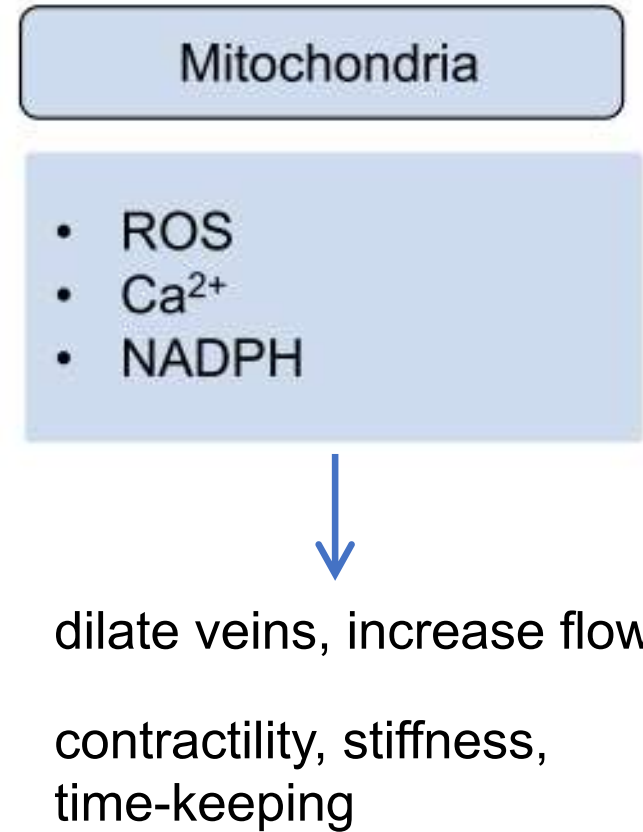 Mitochondria
• ROS
• Ca²⁺
• NADPH
dilate veins, increase flow
contractility, stiffness,
time-keeping